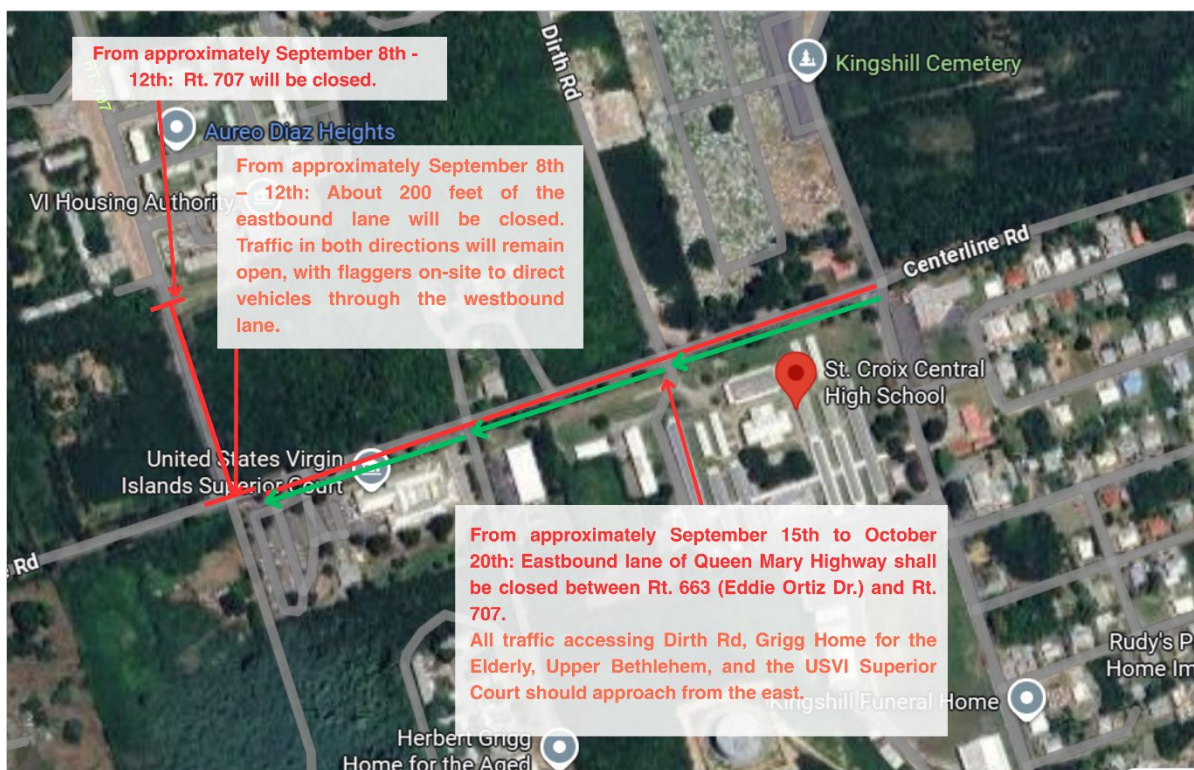 From approximately September 8th -
12th: Rt. 707 will be closed.
Rt. 707
Dirth Rd
Kingshill Cemetery
Aureo Diaz Heights
From approximately September 8th
– 12th: About 200 feet of the
eastbound lane will be closed.
Traffic in both directions will remain
open, with flaggers on-site to direct
vehicles through the westbound
lane.
VI Housing Authority
Centerline Rd
St. Croix Central
High School
United States Virgin
Islands Superior Court
e Rd
From approximately September 15th to October
20th: Eastbound lane of Queen Mary Highway shall
be closed between Rt. 663 (Eddie Ortiz Dr.) and Rt.
707.
All traffic accessing Dirth Rd, Grigg Home for the
Elderly, Upper Bethlehem, and the USVI Superior
Court should approach from the east.
Rudy's P
Home Im
Kingshill Funeral Home
Herbert Grigg
Home for the Aged